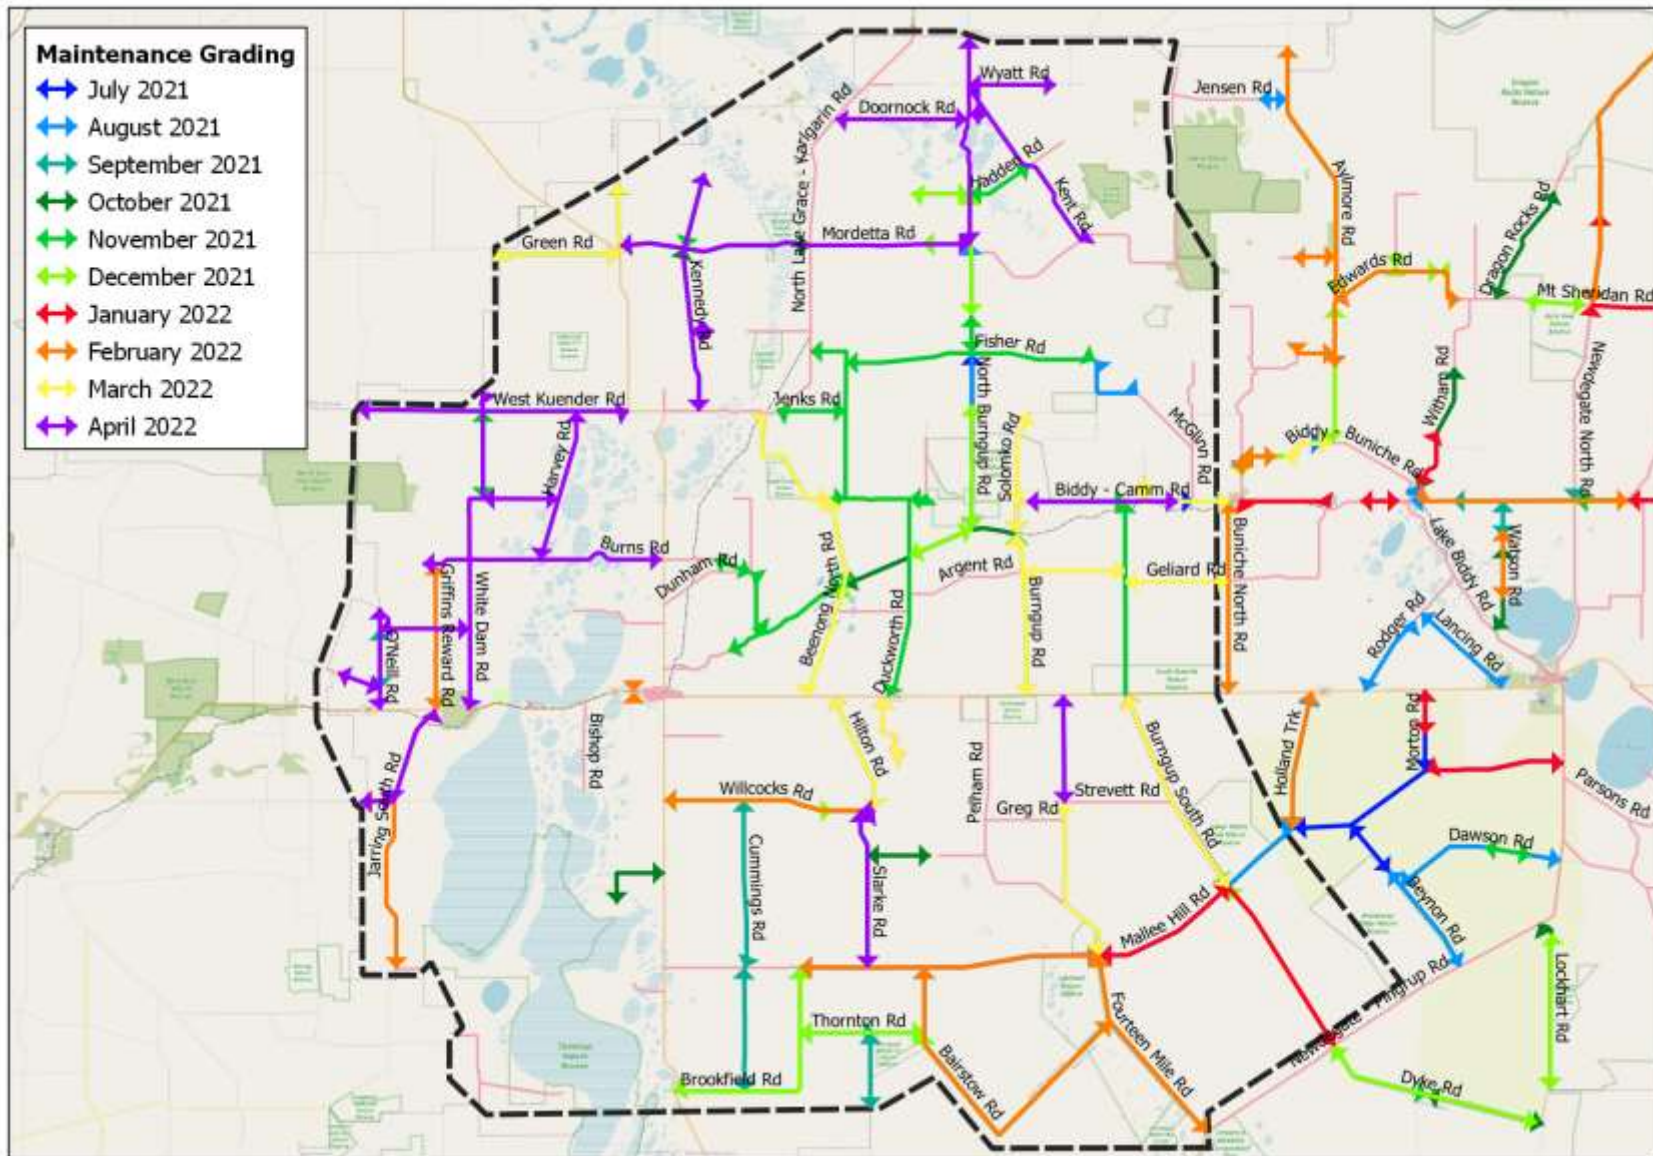 Maintenance Grading
July 2021
August 2021
September 2021
October 2021
November 2021
December 2021
January 2022
February 2022
March 2022
April 2022
Wyatt Rd
Jensen Rd
Doornock Rd
North Lake Grace - Karlgarin Rd
Hadden Rd
Kent Rd
Aylmore Rd
Dragon Rocks Rd
Green Rd
Mordetta Rd
Kennedy Rd
Edwards Rd
Mt Sheridan Rd
Fisher Rd
North Burngup Rd
Newdegate North Rd
Witham Rd
West Kuender Rd
Jenks Rd
Harvey Rd
Solomko Rd
McGlinn Rd
Biddy - Buniche Rd
Biddy - Camm Rd
Burns Rd
Dunham Rd
Beenong North Rd
Argent Rd
Geliard Rd
Buniche North Rd
Lake Biddy Rd
Watson Rd
Griffins Reward Rd
White Dam Rd
O'Neill Rd
Duckworth Rd
Burngup Rd
Rodger Rd
Lancing Rd
Bishop Rd
Hilton Rd
Pelham Rd
Burngup South Rd
Holland Trk
Mortop Rd
Parsons Rd
Jarring South Rd
Willcocks Rd
Strevett Rd
Greg Rd
Cummings Rd
Slarke Rd
Dawson Rd
Beynon Rd
Mallee Hill Rd
Newdegate - Pingrup Rd
Lockhart Rd
Thornton Rd
Fourteen Mile Rd
Bairstow Rd
Brookfield Rd
Dyke Rd